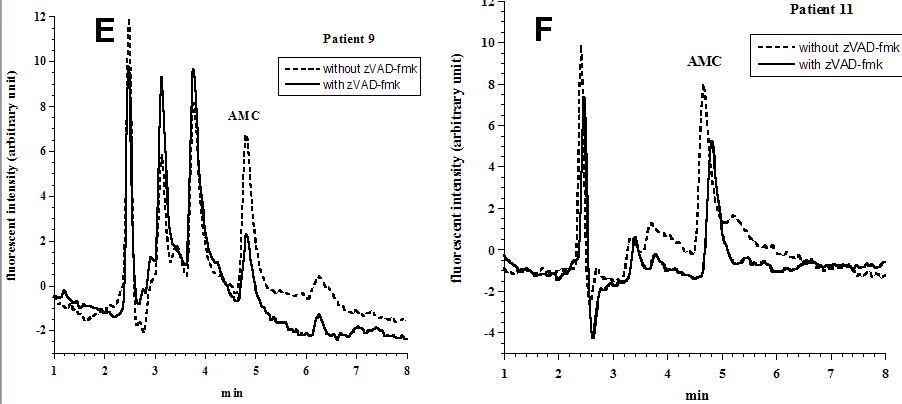 E
Patient 9
without zVAD-fmk
with zVAD-fmk
AMC
fluorescent intensity (arbitrary unit)
12
10
8
6
4
2
0
-2
1 2 3 4 5 6 7 8
min
F
Patient 11
without zVAD-fmk
with zVAD-fmk
AMC
fluorescent intensity (arbitrary unit)
12
10
8
6
4
2
0
-2
-4
1 2 3 4 5 6 7 8
min